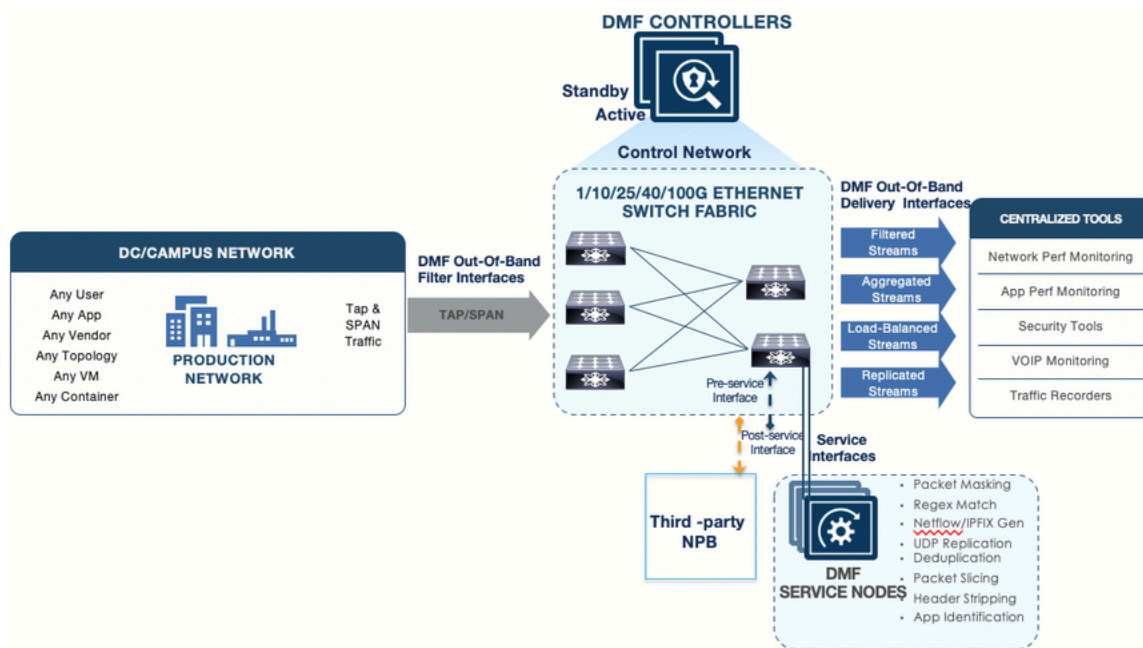 DMF CONTROLLERS
Standby
Active
Control Network
1/10/25/40/100G ETHERNET
SWITCH FABRIC
DC/CAMPUS NETWORK
Any User
Any App
Any Vendor
Any Topology
Any VM
Any Container
PRODUCTION
NETWORK
Tap &
SPAN
Traffic
DMF Out-Of-Band
Filter Interfaces
TAP/SPAN
Pre-service
Interface
Post-service
Interface
Service
Interfaces
DMF Out-Of-Band
Delivery Interfaces
Filtered
Streams
Aggregated
Streams
Load-Balanced
Streams
Replicated
Streams
CENTRALIZED TOOLS
Network Perf Monitoring
App Perf Monitoring
Security Tools
VOIP Monitoring
Traffic Recorders
Third -party
NPB
DMF
SERVICE NODES
• Packet Masking
• Regex Match
• Netflow/IPFIX Gen
• UDP Replication
• Deduplication
• Packet Slicing
• Header Stripping
• App Identification